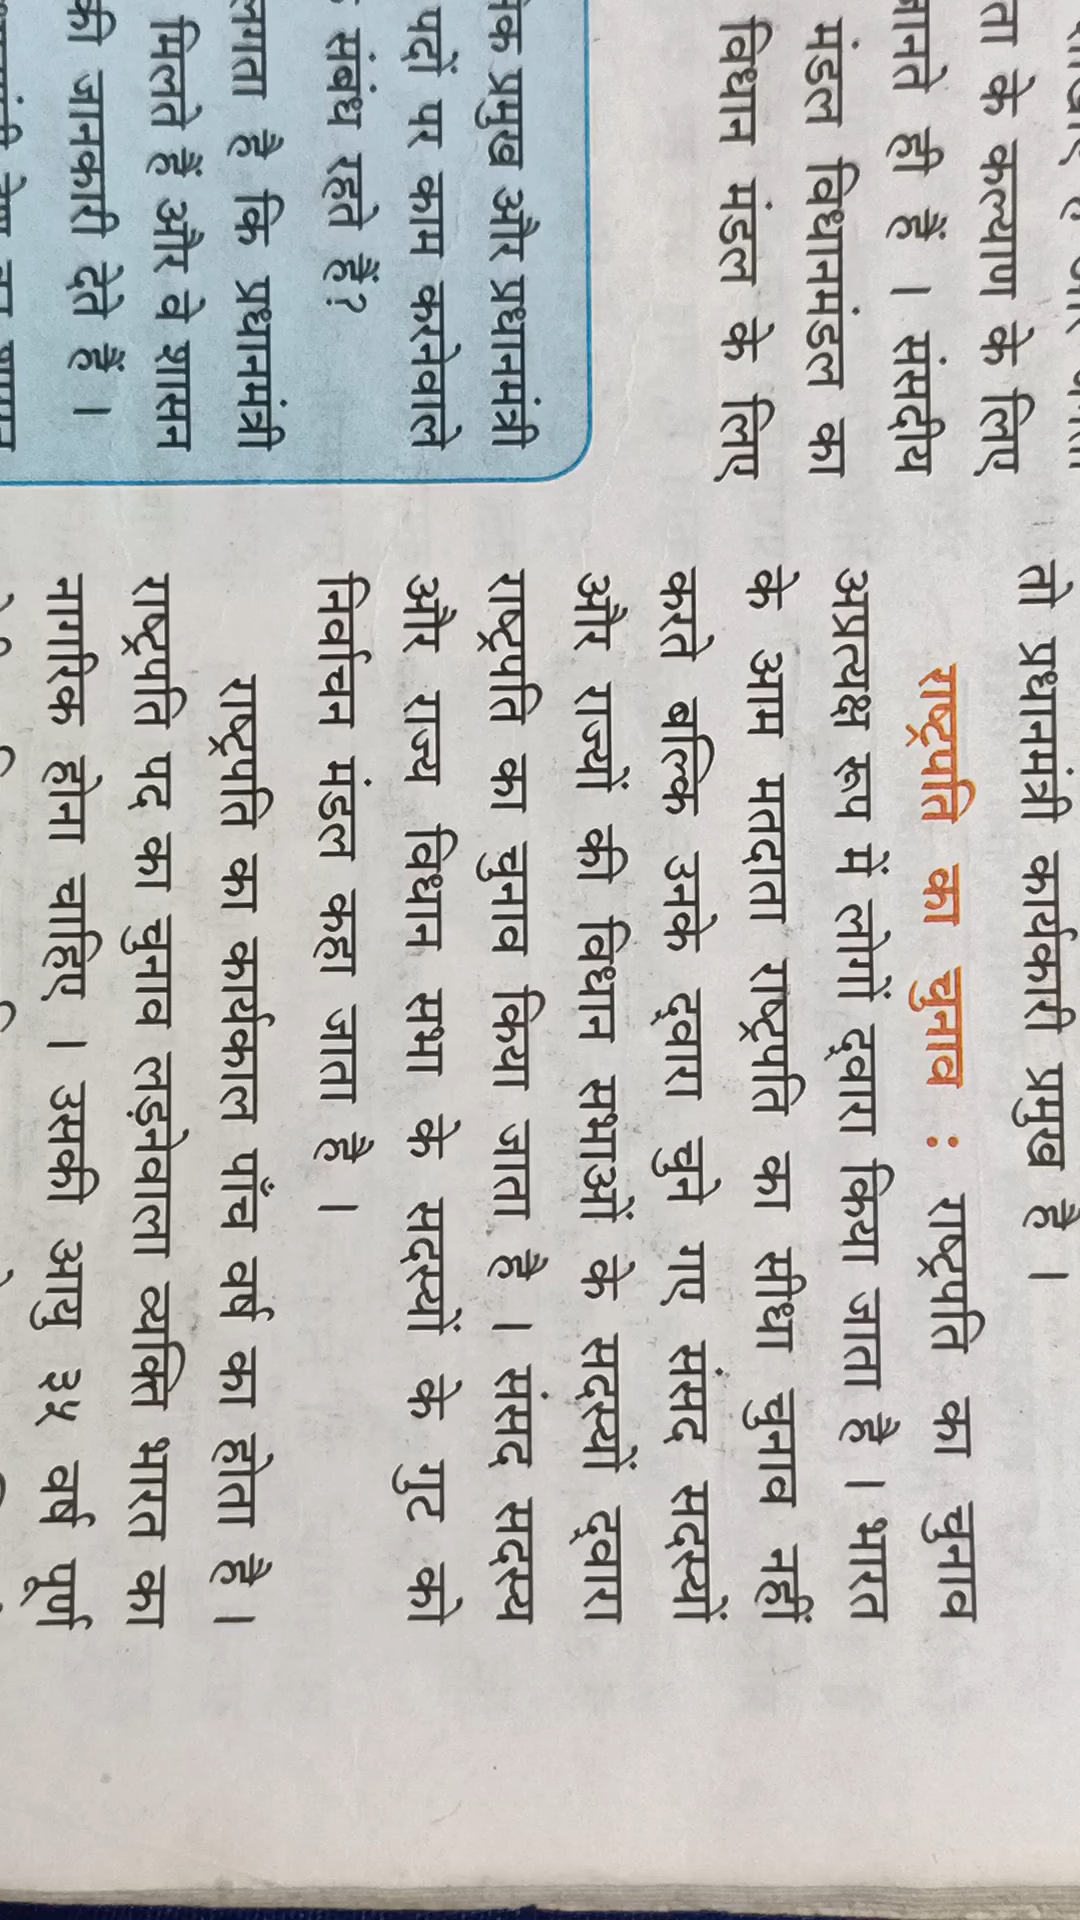 ता के कल्याण के लिए
मानते ही हैं । संसदीय
मंडल विधानमंडल का
विधान मंडल के लिए
प्रमुख और प्रधानमंत्री
पदों पर काम करनेवाले
संबंध रहते हैं?
लगता है कि प्रधानमंत्री
मिलते हैं और वे शासन
की जानकारी देते हैं ।
तो प्रधानमंत्री कार्यकारी प्रमुख है ।
राष्ट्रपति का चुनाव : राष्ट्रपति का चुनाव
अप्रत्यक्ष रूप में लोगों द्वारा किया जाता है । भारत
के आम मतदाता राष्ट्रपति का सीधा चुनाव नहीं
करते बल्कि उनके द्वारा चुने गए संसद सदस्यों
और राज्यों की विधान सभाओं के सदस्यों द्वारा
राष्ट्रपति का चुनाव किया जाता है । संसद सदस्य
और राज्य विधान सभा के सदस्यों के गुट को
निर्वाचन मंडल कहा जाता है ।
राष्ट्रपति का कार्यकाल पाँच वर्ष का होता है ।
राष्ट्रपति पद का चुनाव लड़नेवाला व्यक्ति भारत का
नागरिक होना चाहिए । उसकी आयु ३५ वर्ष पूर्ण